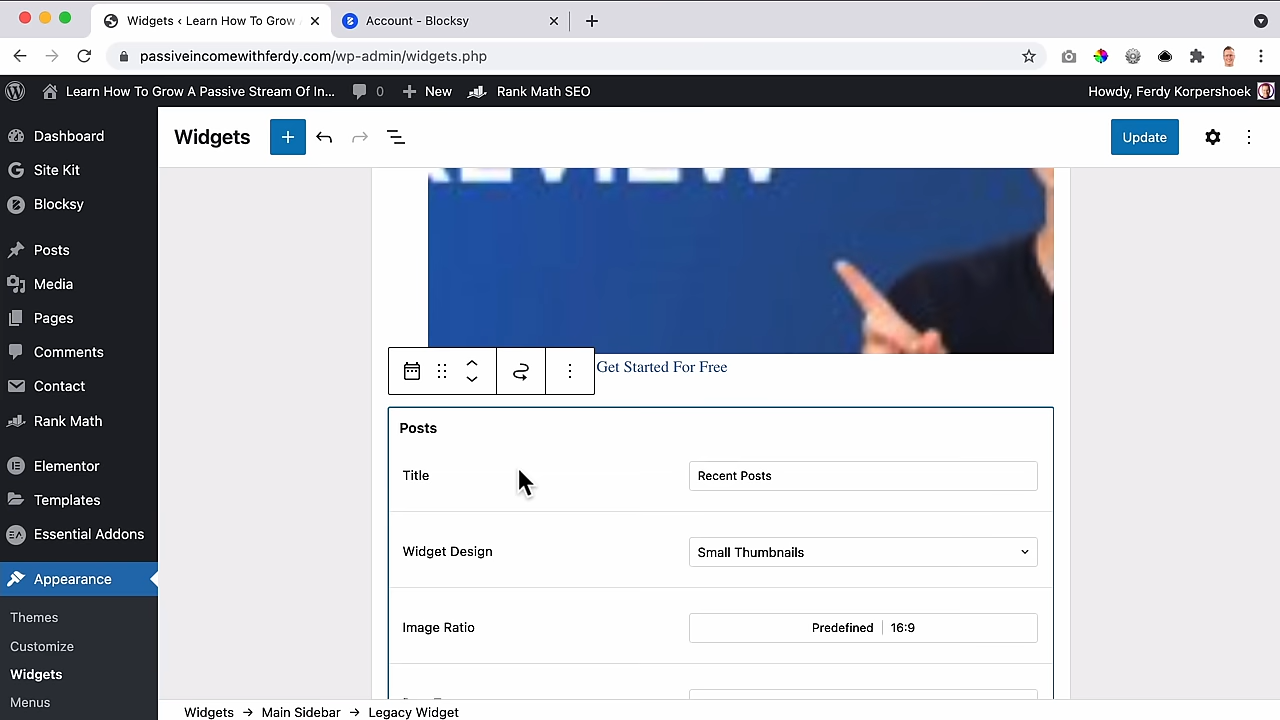 Widgets ‹ Learn How To Grow
Account - Blocksy
passiveincomewithferdy.com/wp-admin/widgets.php
Learn How To Grow A Passive Stream Of In...
0
New
Rank Math SEO
Howdy, Ferdy Korpershoek
Dashboard
Site Kit
Blocksy
Posts
Media
Pages
Comments
Contact
Rank Math
Elementor
Templates
Essential Addons
Appearance
Themes
Customize
Widgets
Menus
Widgets
Update
REVIEW
Get Started For Free
Posts
Title
Recent Posts
Widget Design
Small Thumbnails
Image Ratio
Predefined 16:9
Widgets → Main Sidebar → Legacy Widget